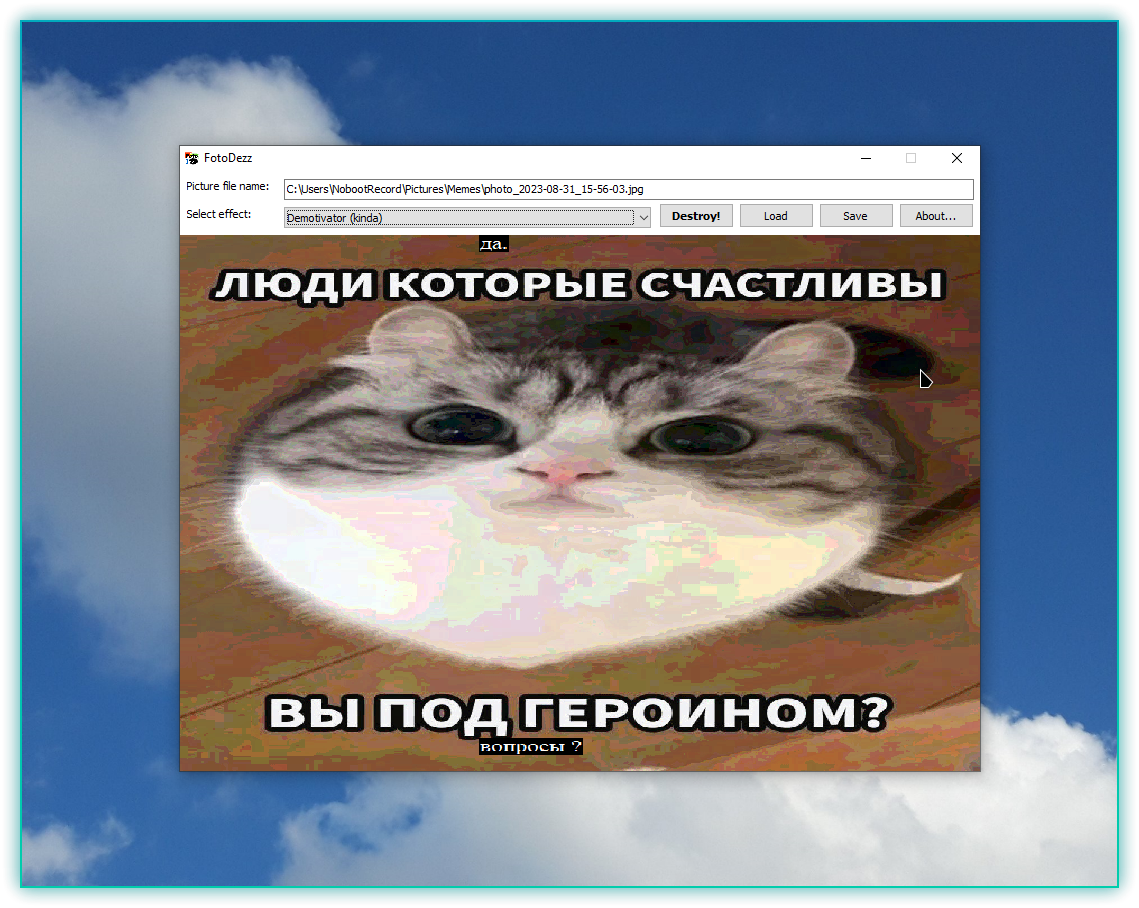 FotoDezz
Picture file name: C:\Users\NobootRecord\Pictures\Memes\photo_2023-08-31_15-56-03.jpg
Select effect: Demotivator (kinda) Destroy! Load Save About...
да.
ЛЮДИ КОТОРЫЕ СЧАСТЛИВЫ
ВЫ ПОД ГЕРОИНОМ?
вопросы ?